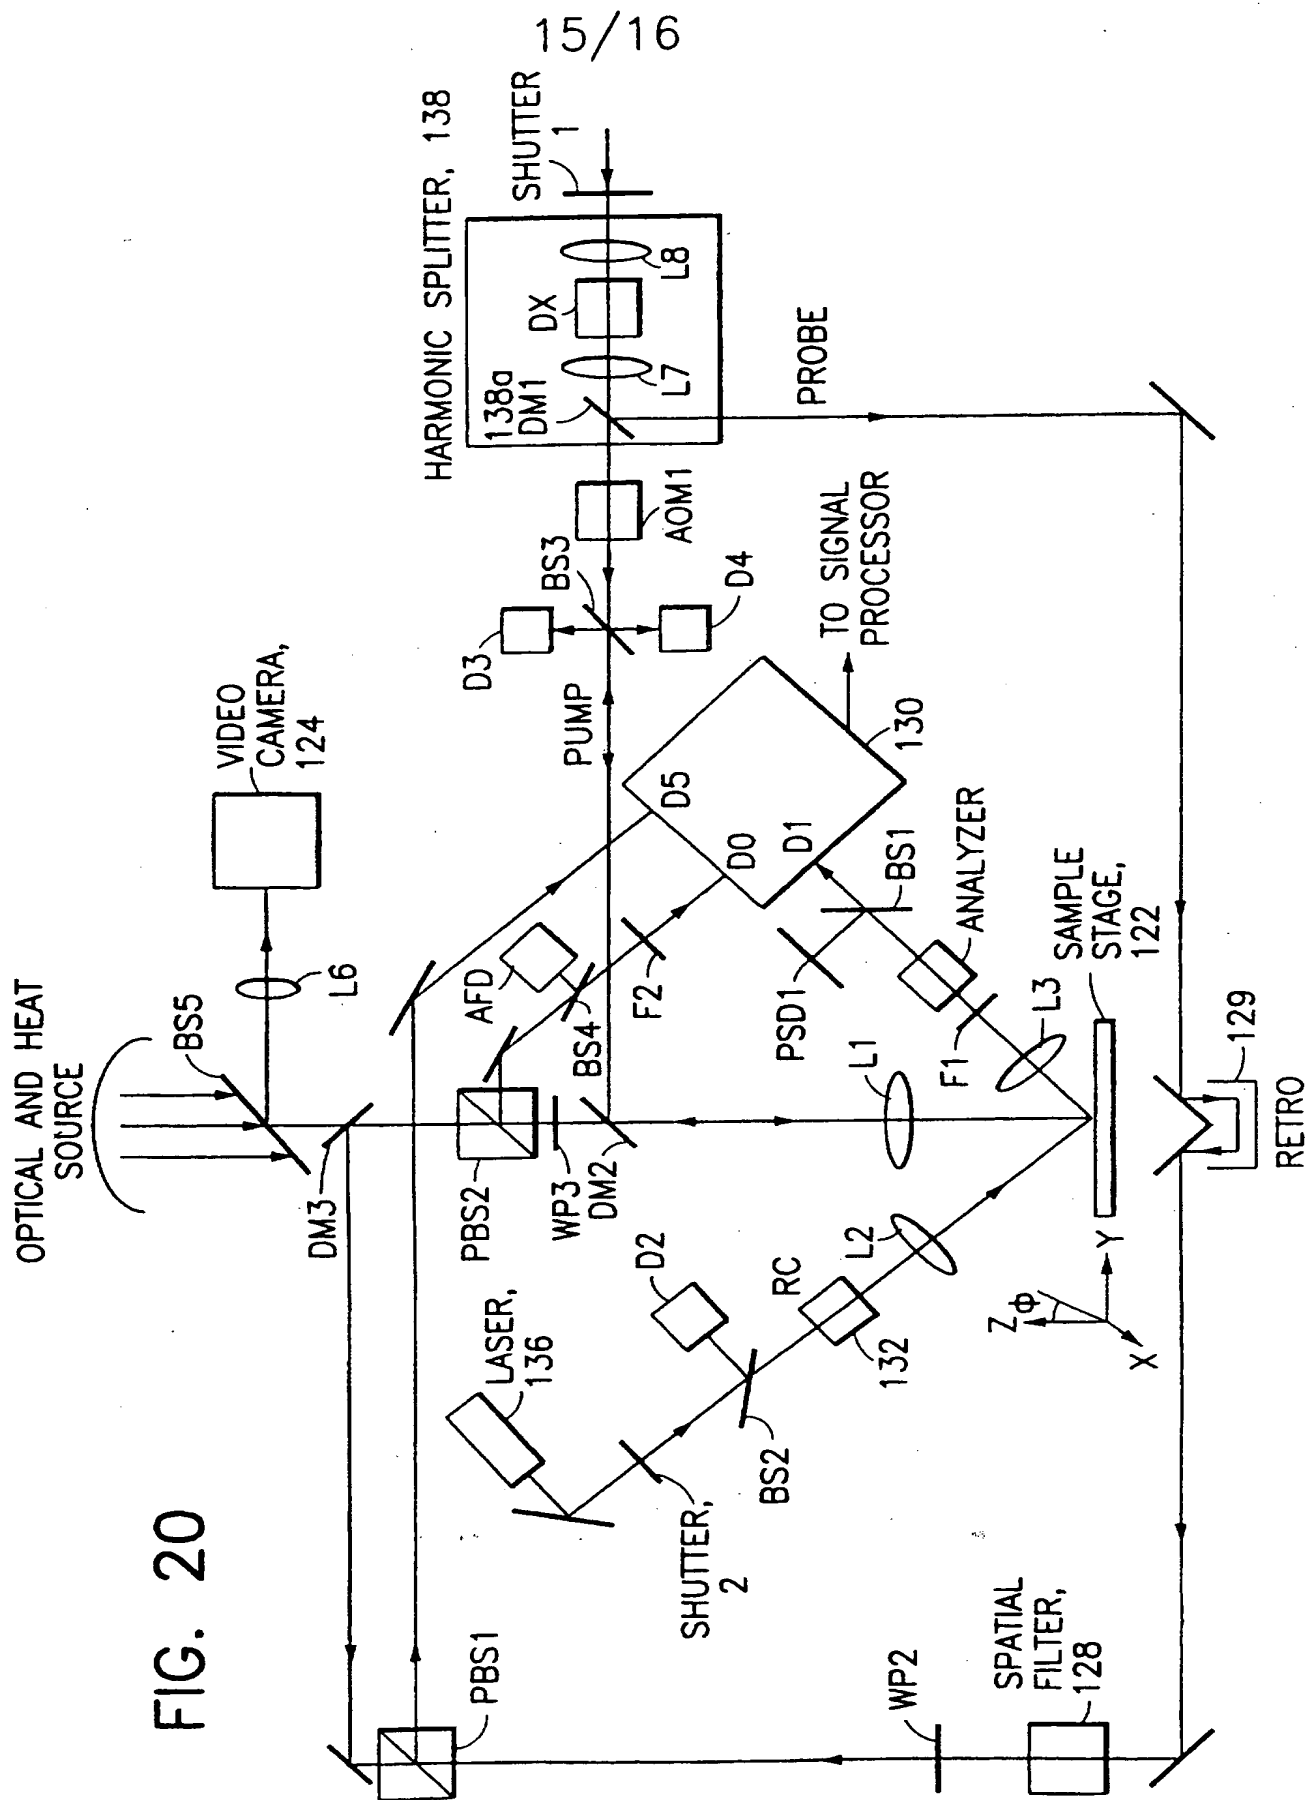 15/16
HARMONIC SPLITTER, 138
SHUTTER
1
138a
DM1
DX
L7
L8
PROBE
AOM1
BS3
D3
D4
PUMP
TO SIGNAL
PROCESSOR
VIDEO
CAMERA,
124
OPTICAL AND HEAT
SOURCE
BS5
L6
DM3
PBS2
WP3
DM2
AFD
BS4
F2
D5
D0
D1
130
BS1
PSD1
ANALYZER
F1
L3
L1
SAMPLE
STAGE,
122
129
RETRO
LASER,
136
D2
RC
132
L2
BS2
SHUTTER,
2
Z
Φ
Y
X
FIG. 20
PBS1
WP2
SPATIAL
FILTER,
128